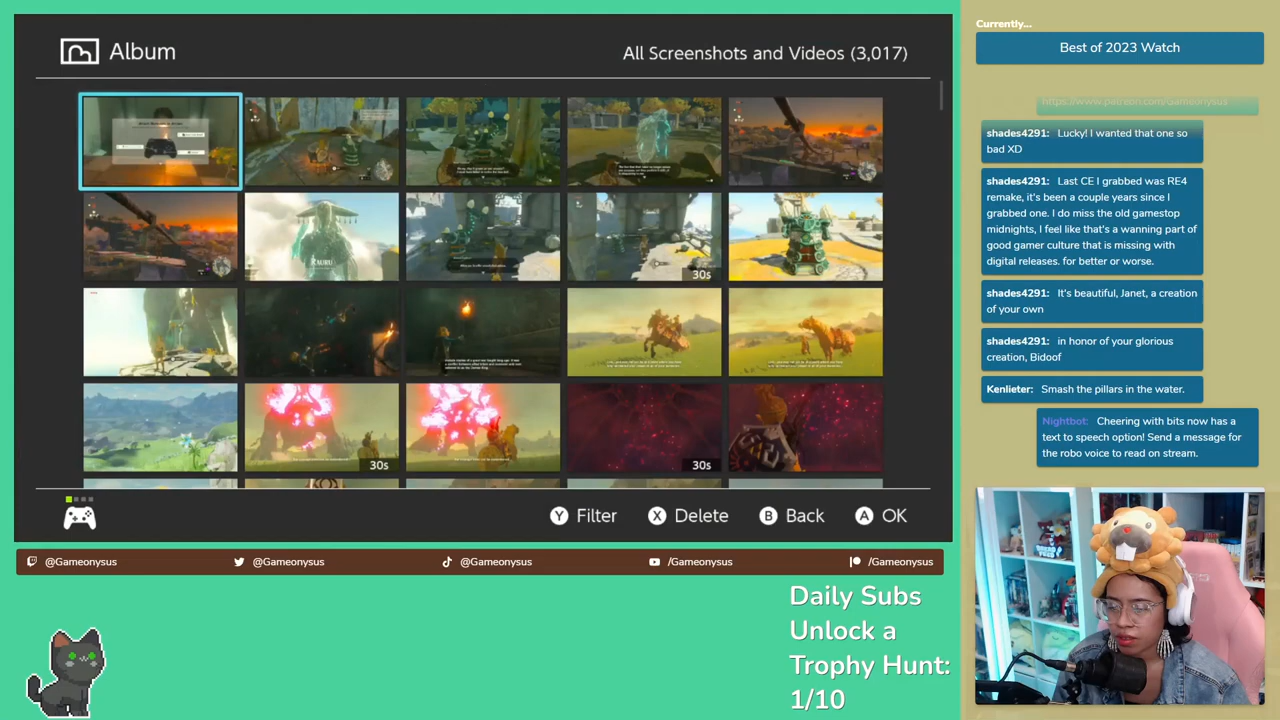 Album
All Screenshots and Videos (3,017)
30s
30s
30s
Y Filter
X Delete
B Back
A OK
@Gameonysus
@Gameonysus
@Gameonysus
/Gameonysus
/Gameonysus
Daily Subs
Unlock a
Trophy Hunt:
1/10
Currently...
Best of 2023 Watch
https://www.patreon.com/Gameonysus
shades4291: Lucky! I wanted that one so
bad XD
shades4291: Last CE I grabbed was RE4
remake, it's been a couple years since I
grabbed one. I do miss the old gamestop
midnights, I feel like that's a wanning part of
good gamer culture that is missing with
digital releases. for better or worse.
shades4291: It's beautiful, Janet, a creation
of your own
shades4291: in honor of your glorious
creation, Bidoof
Kenlieter: Smash the pillars in the water.
Nightbot: Cheering with bits now has a
text to speech option! Send a message for
the robo voice to read on stream.